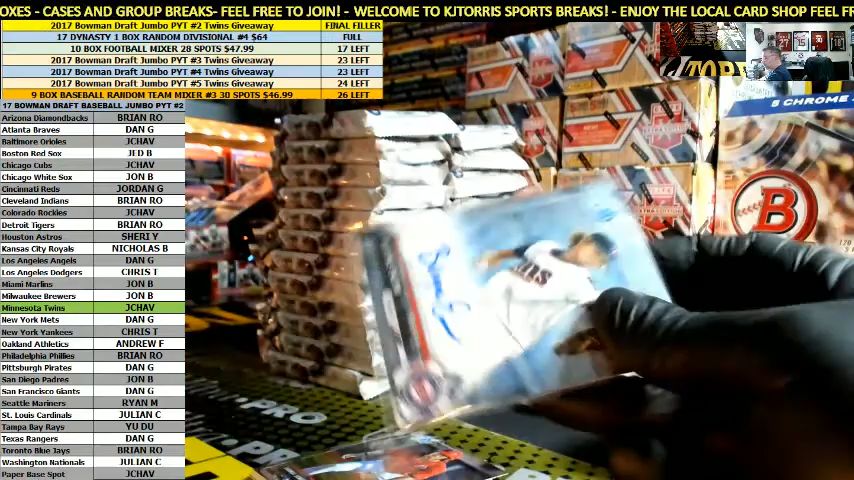 OXES - CASES AND GROUP BREAKS- FEEL FREE TO JOIN! - WELCOME TO KJTORRIS SPORTS BREAKS! - ENJOY THE LOCAL CARD SHOP FEEL FR
2017 Bowman Draft Jumbo PYT #2 Twins Giveaway FINAL FILLER
17 DYNASTY 1 BOX RANDOM DIVISIONAL #4 $64 FULL
10 BOX FOOTBALL MIXER 28 SPOTS $47.99 17 LEFT
2017 Bowman Draft Jumbo PYT #3 Twins Giveaway 23 LEFT
2017 Bowman Draft Jumbo PYT #4 Twins Giveaway 23 LEFT
2017 Bowman Draft Jumbo PYT #5 Twins Giveaway 24 LEFT
9 BOX BASEBALL RANDOM TEAM MIXER #3 30 SPOTS $46.99 26 LEFT
17 BOWMAN DRAFT BASEBALL JUMBO PYT #2
Arizona Diamondbacks BRIAN RO
Atlanta Braves DAN G
Baltimore Orioles JCHAV
Boston Red Sox JED B
Chicago Cubs JCHAV
Chicago White Sox JON B
Cincinnati Reds JORDAN G
Cleveland Indians BRIAN RO
Colorado Rockies JCHAV
Detroit Tigers BRIAN RO
Houston Astros SHERI Y
Kansas City Royals NICHOLAS B
Los Angeles Angels DAN G
Los Angeles Dodgers CHRIS T
Miami Marlins JON B
Milwaukee Brewers JON B
Minnesota Twins JCHAV
New York Mets DAN G
New York Yankees CHRIS T
Oakland Athletics ANDREW F
Philadelphia Phillies BRIAN RO
Pittsburgh Pirates DAN G
San Diego Padres JON B
San Francisco Giants DAN G
Seattle Mariners RYAN M
St. Louis Cardinals JULIAN C
Tampa Bay Rays YU DU
Texas Rangers DAN G
Toronto Blue Jays BRIAN RO
Washington Nationals JULIAN C
Paper Base Spot JCHAV
5 CHROME
B